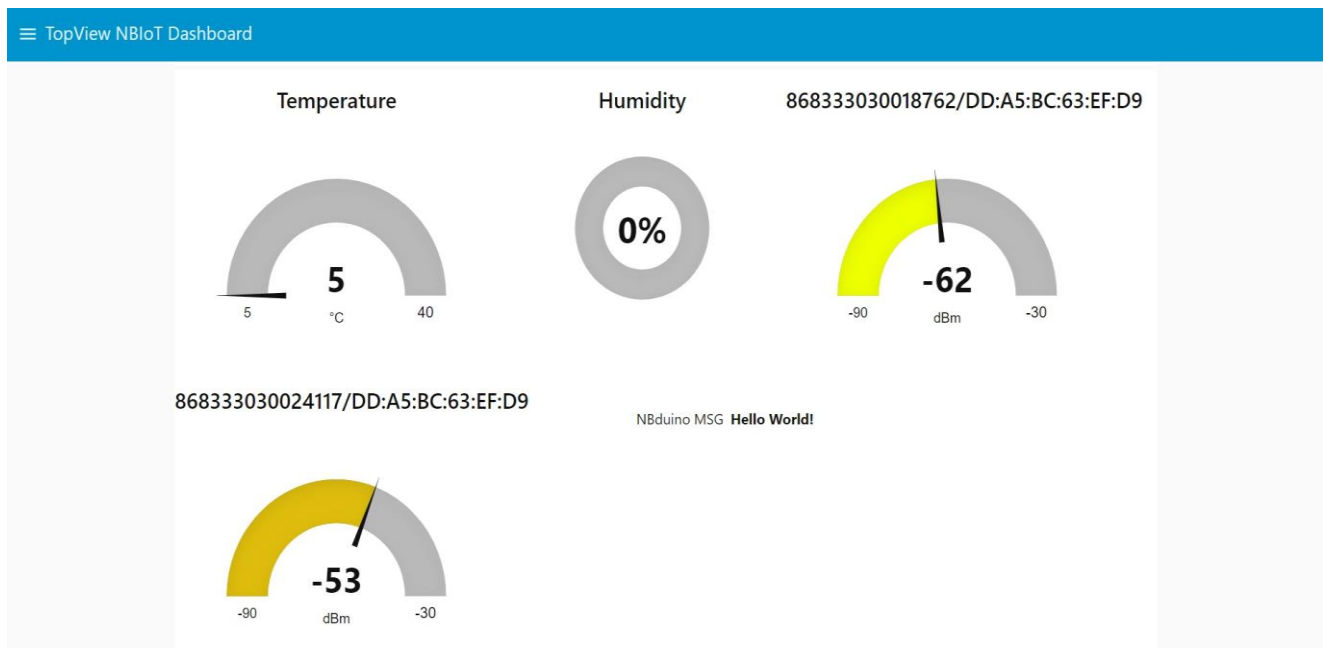 TopView NBIoT Dashboard
Temperature
Humidity
868333030018762/DD:A5:BC:63:EF:D9
5
5
°C
40
0%
-62
-90
dBm
-30
868333030024117/DD:A5:BC:63:EF:D9
NBduino MSG Hello World!
-53
-90
dBm
-30